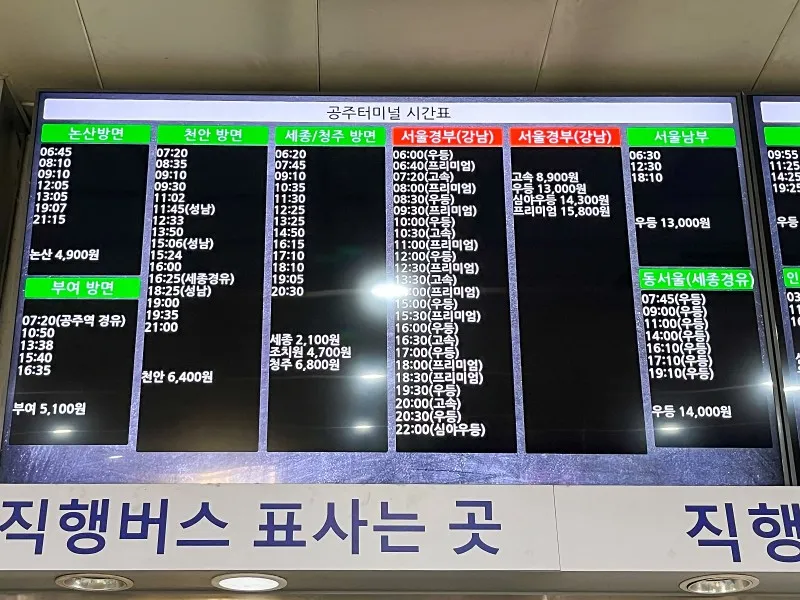 공주터미널 시간표
논산방면
06:45
08:10
09:10
12:05
13:05
19:07
21:15
논산 4,900원
부여 방면
07:20(공주역 경유)
10:50
13:38
15:40
16:35
부여 5,100원
천안 방면
07:20
08:35
09:10
09:30
11:02
11:45(성남)
12:33
13:50
15:06(성남)
15:24
16:00
16:25(세종경유)
18:25(성남)
19:00
19:35
21:00
천안 6,400원
세종/청주 방면
06:20
07:45
09:10
10:35
11:30
12:25
13:25
14:50
16:15
17:10
18:10
19:05
20:30
세종 2,100원
조치원 4,700원
청주 6,800원
서울경부(강남)
06:00(우등)
06:40(프리미엄)
07:20(고속)
08:00(프리미엄)
08:30(우등)
09:30(프리미엄)
10:00(우등)
10:30(고속)
11:00(프리미엄)
12:00(우등)
12:30(프리미엄)
13:30(고속)
(프리미엄)
15:00(우등)
15:30(프리미엄)
16:00(우등)
16:30(고속)
17:00(우등)
18:00(프리미엄)
18:30(프리미엄)
19:30(우등)
20:00(고속)
20:30(우등)
22:00(심야우등)
서울경부(강남)
고속 8,900원
우등 13,000원
심야우등 14,300원
프리미엄 15,800원
서울남부
06:30
12:30
18:10
우등 13,000원
동서울(세종경유)
07:45(우등)
09:00(우등)
11:00(우등)
14:00(우등)
16:10(우등)
17:10(우등)
19:10(우등)
우등 14,000원
09:55
11:25
14:25
19:25
우등
직행버스 표사는 곳
직행